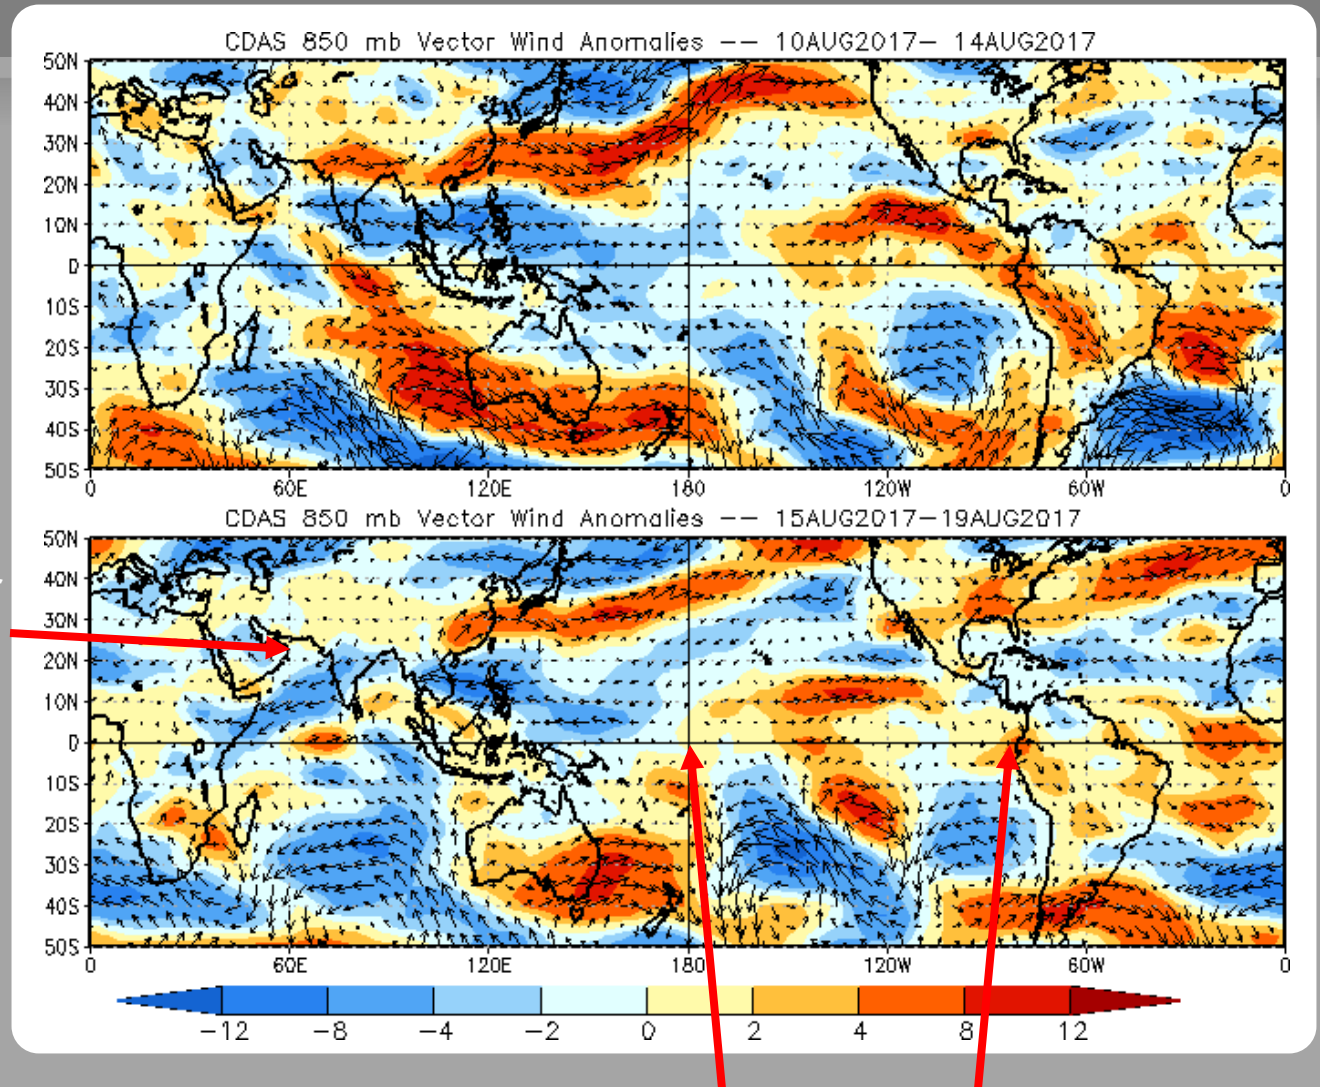 CDAS 850 mb Vector Wind Anomalies -- 10AUG2017- 14AUG2017
50N
40N
30N
20N
10N
0
10S
20S
30S
40S
50S
0 60E 120E 180 120W 60W 0
CDAS 850 mb Vector Wind Anomalies -- 15AUG2017-19AUG2017
50N
40N
30N
20N
10N
0
10S
20S
30S
40S
50S
0 60E 120E 180 120W 60W 0
-12 -8 -4 -2 0 2 4 8 12